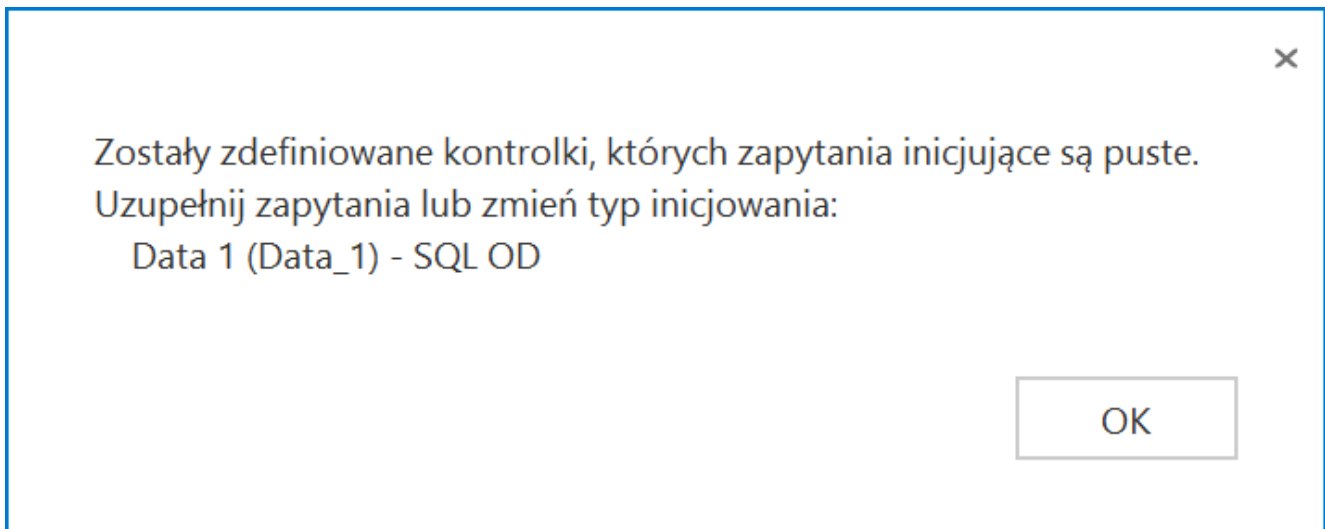 Zostały zdefiniowane kontrolki, których zapytania inicjujące są puste.
Uzupełnij zapytania lub zmień typ inicjowania:
Data 1 (Data_1) - SQL OD
OK